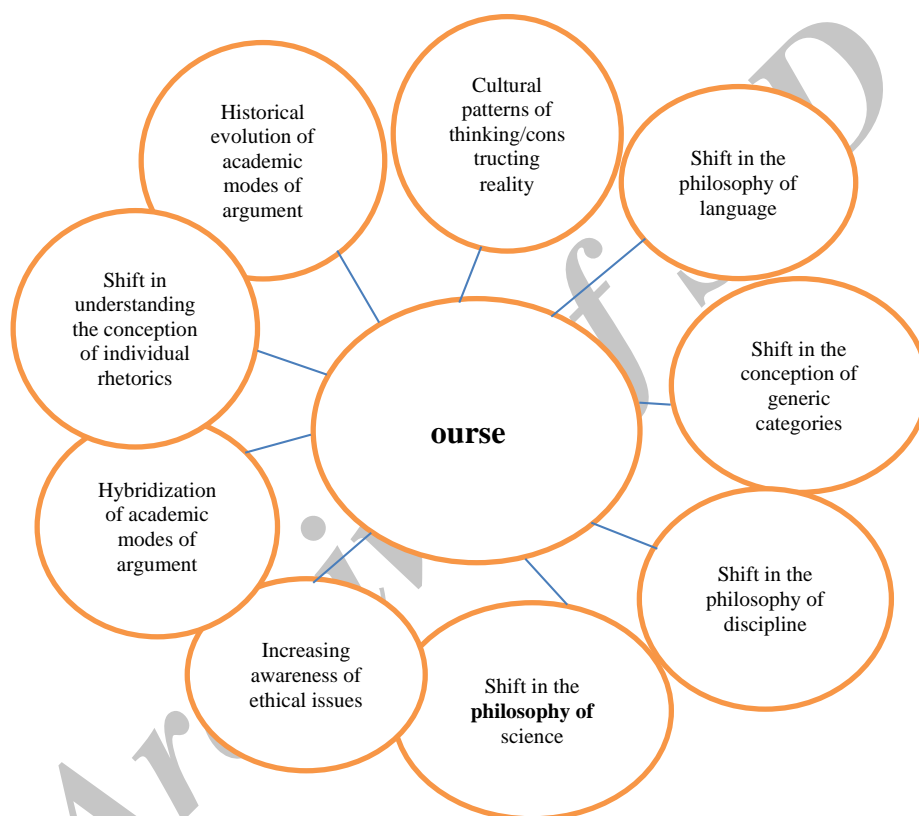 Cultural
patterns of
thinking/cons
tructing
reality
Historical
evolution of
academic
modes of
argument
Shift in the
philosophy of
language
Shift in
understanding
the conception
of individual
rhetorics
Shift in the
conception of
generic
categories
ourse
Hybridization
of academic
modes of
argument
Shift in the
philosophy of
discipline
Increasing
awareness of
ethical issues
Shift in the
philosophy of
science